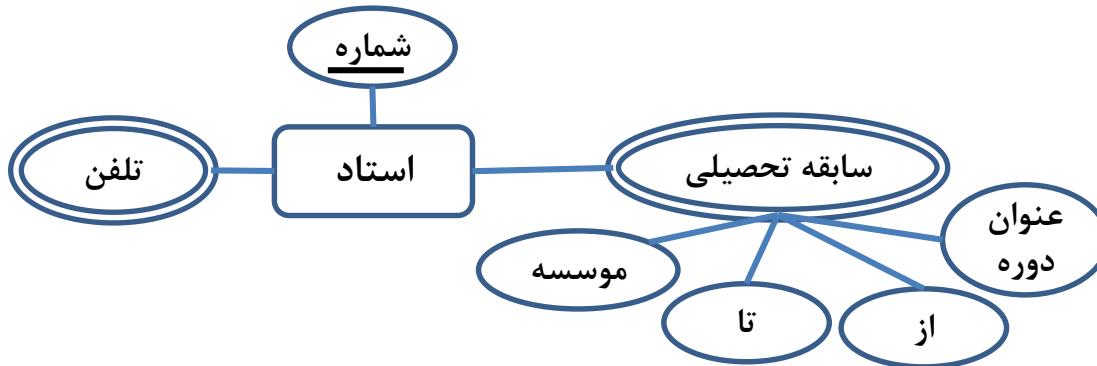 شماره
سابقه تحصیلی
استاد
تلفن
عنوان
دوره
موسسه
از
تا